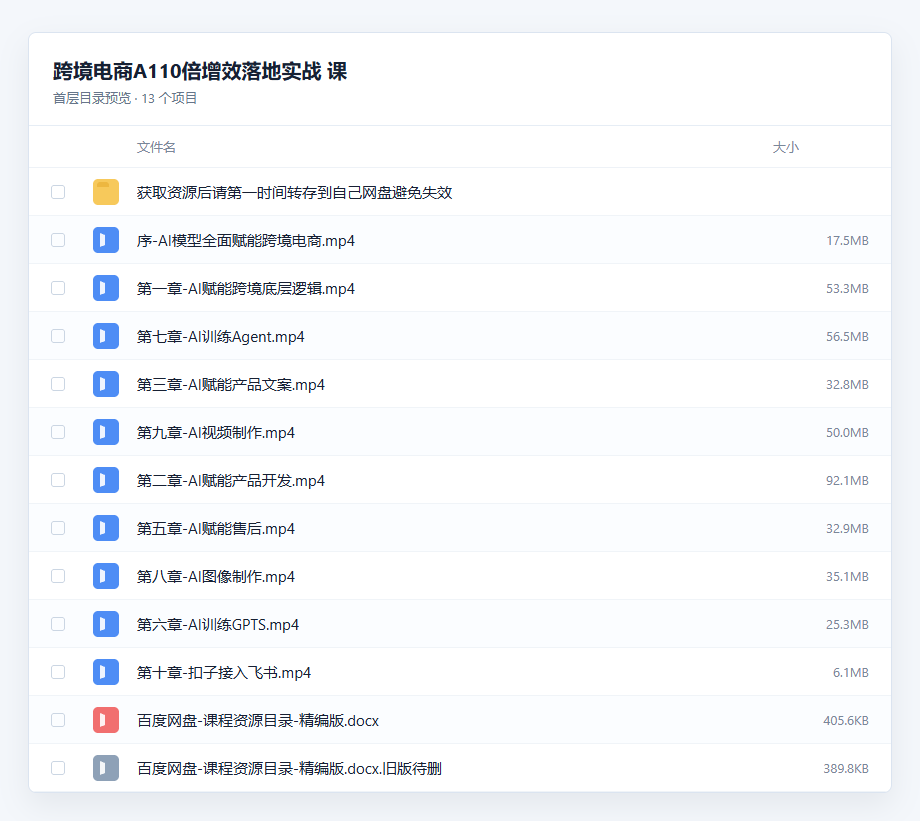 跨境电商A110倍增效落地实战 课
首层目录预览 · 13 个项目
文件名 大小
获取资源后请第一时间转存到自己网盘避免失效
序-AI模型全面赋能跨境电商.mp4 17.5MB
第一章-AI赋能跨境底层逻辑.mp4 53.3MB
第七章-AI训练Agent.mp4 56.5MB
第三章-AI赋能产品文案.mp4 32.8MB
第九章-AI视频制作.mp4 50.0MB
第二章-AI赋能产品开发.mp4 92.1MB
第五章-AI赋能售后.mp4 32.9MB
第八章-AI图像制作.mp4 35.1MB
第六章-AI训练GPTS.mp4 25.3MB
第十章-扣子接入飞书.mp4 6.1MB
百度网盘-课程资源目录-精编版.docx 405.6KB
百度网盘-课程资源目录-精编版.docx.旧版待删 389.8KB